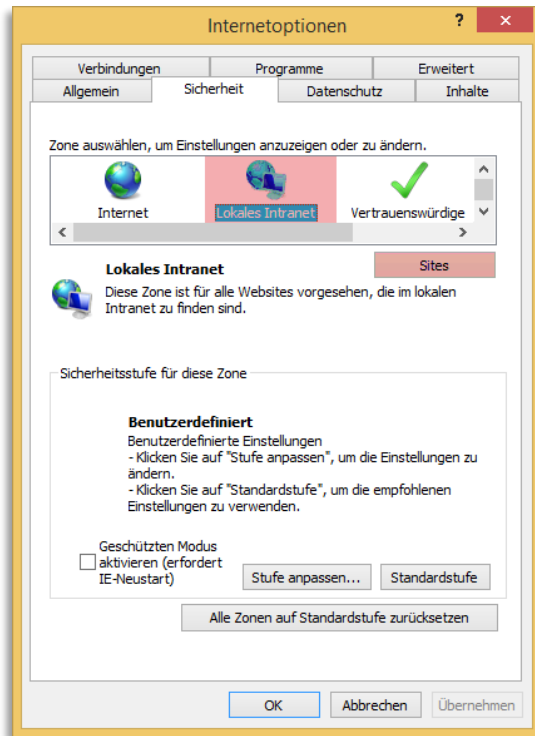 Internetoptionen
?
×
Verbindungen
Programme
Erweitert
Allgemein
Sicherheit
Datenschutz
Inhalte
Zone auswählen, um Einstellungen anzuzeigen oder zu ändern.
Internet
Lokales Intranet
Vertrauenswürdige
Lokales Intranet
Sites
Diese Zone ist für alle Websites vorgesehen, die im lokalen
Intranet zu finden sind.
Sicherheitsstufe für diese Zone
Benutzerdefiniert
Benutzerdefinierte Einstellungen
- Klicken Sie auf "Stufe anpassen", um die Einstellungen zu
ändern.
- Klicken Sie auf "Standardstufe", um die empfohlenen
Einstellungen zu verwenden.
Geschützten Modus
aktivieren (erfordert
IE-Neustart)
Stufe anpassen...
Standardstufe
Alle Zonen auf Standardstufe zurücksetzen
OK
Abbrechen
Übernehmen